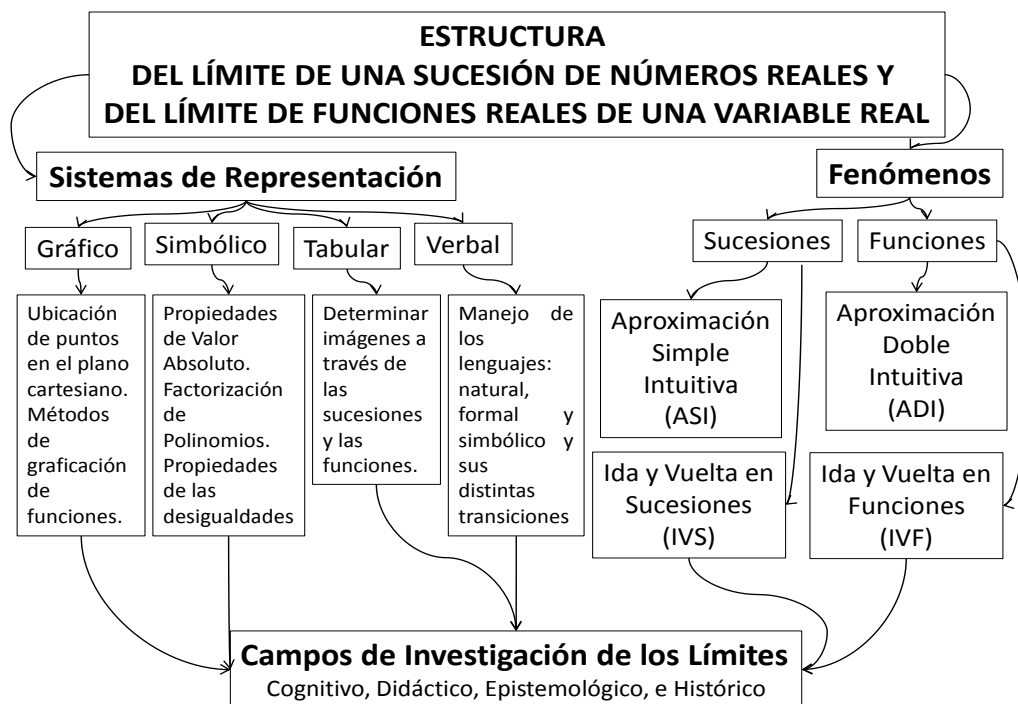 ESTRUCTURA
DEL LÍMITE DE UNA SUCESIÓN DE NÚMEROS REALES Y
DEL LÍMITE DE FUNCIONES REALES DE UNA VARIABLE REAL
Sistemas de Representación
Fenómenos
Gráfico
Simbólico
Tabular
Verbal
Sucesiones
Funciones
Ubicación
de puntos
en el plano
cartesiano.
Métodos
de
graficación
de
funciones.
Propiedades
de Valor
Absoluto.
Factorización
de
Polinomios.
Propiedades
de las
desigualdades
Determinar
imágenes a
través de
las
sucesiones
y las
funciones.
Manejo de
los
lenguajes:
natural,
formal y
simbólico y
sus
distintas
transiciones
Aproximación
Simple
Intuitiva
(ASI)
Aproximación
Doble
Intuitiva
(ADI)
Ida y Vuelta en
Sucesiones
(IVS)
Ida y Vuelta en
Funciones
(IVF)
Campos de Investigación de los Límites
Cognitivo, Didáctico, Epistemológico, e Histórico